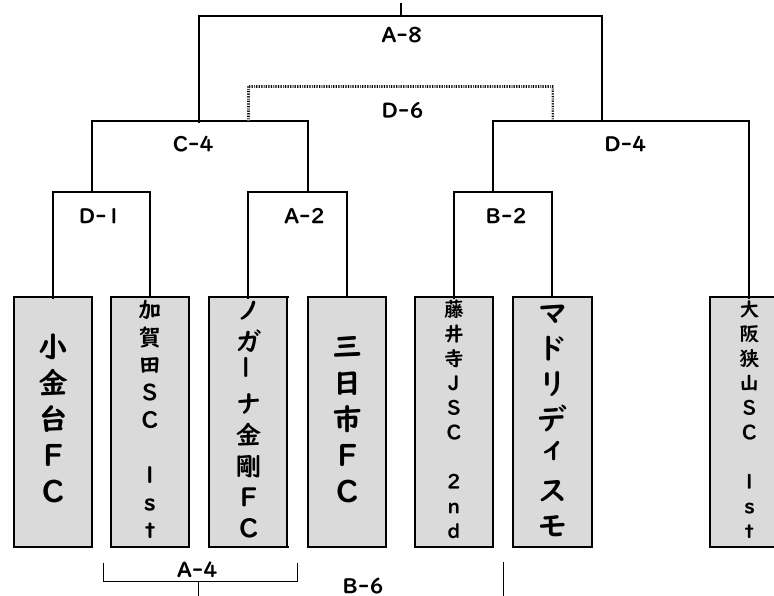 A-8
D-6
C-4
D-4
D-1
A-2
B-2
小金台FC
加賀田SC 1st
ノガーナ金剛FC
三日市FC
藤井寺JSC 2nd
マドリディスモ
大阪狭山SC 1st
A-4
B-6